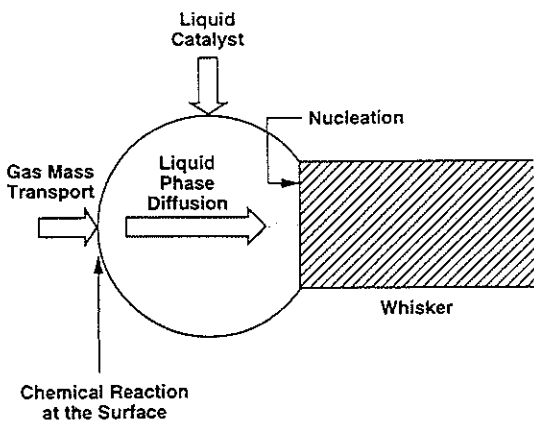 Liquid
Catalyst
Nucleation
Gas Mass
Transport
Liquid
Phase
Diffusion
Whisker
Chemical Reaction
at the Surface